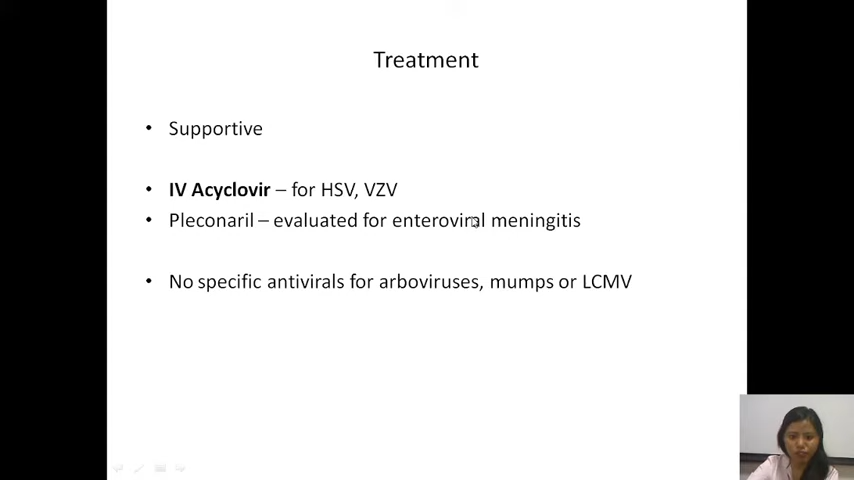 Treatment
• Supportive
• IV Acyclovir – for HSV, VZV
• Pleconaril – evaluated for enteroviral meningitis
• No specific antivirals for arboviruses, mumps or LCMV